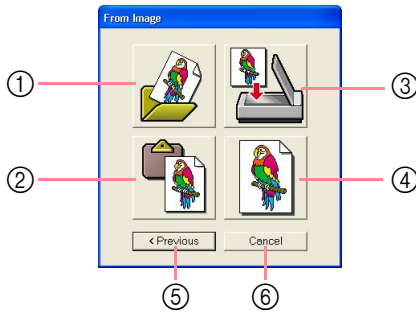 From Image
① ③
② ④
< Previous Cancel
⑤ ⑥